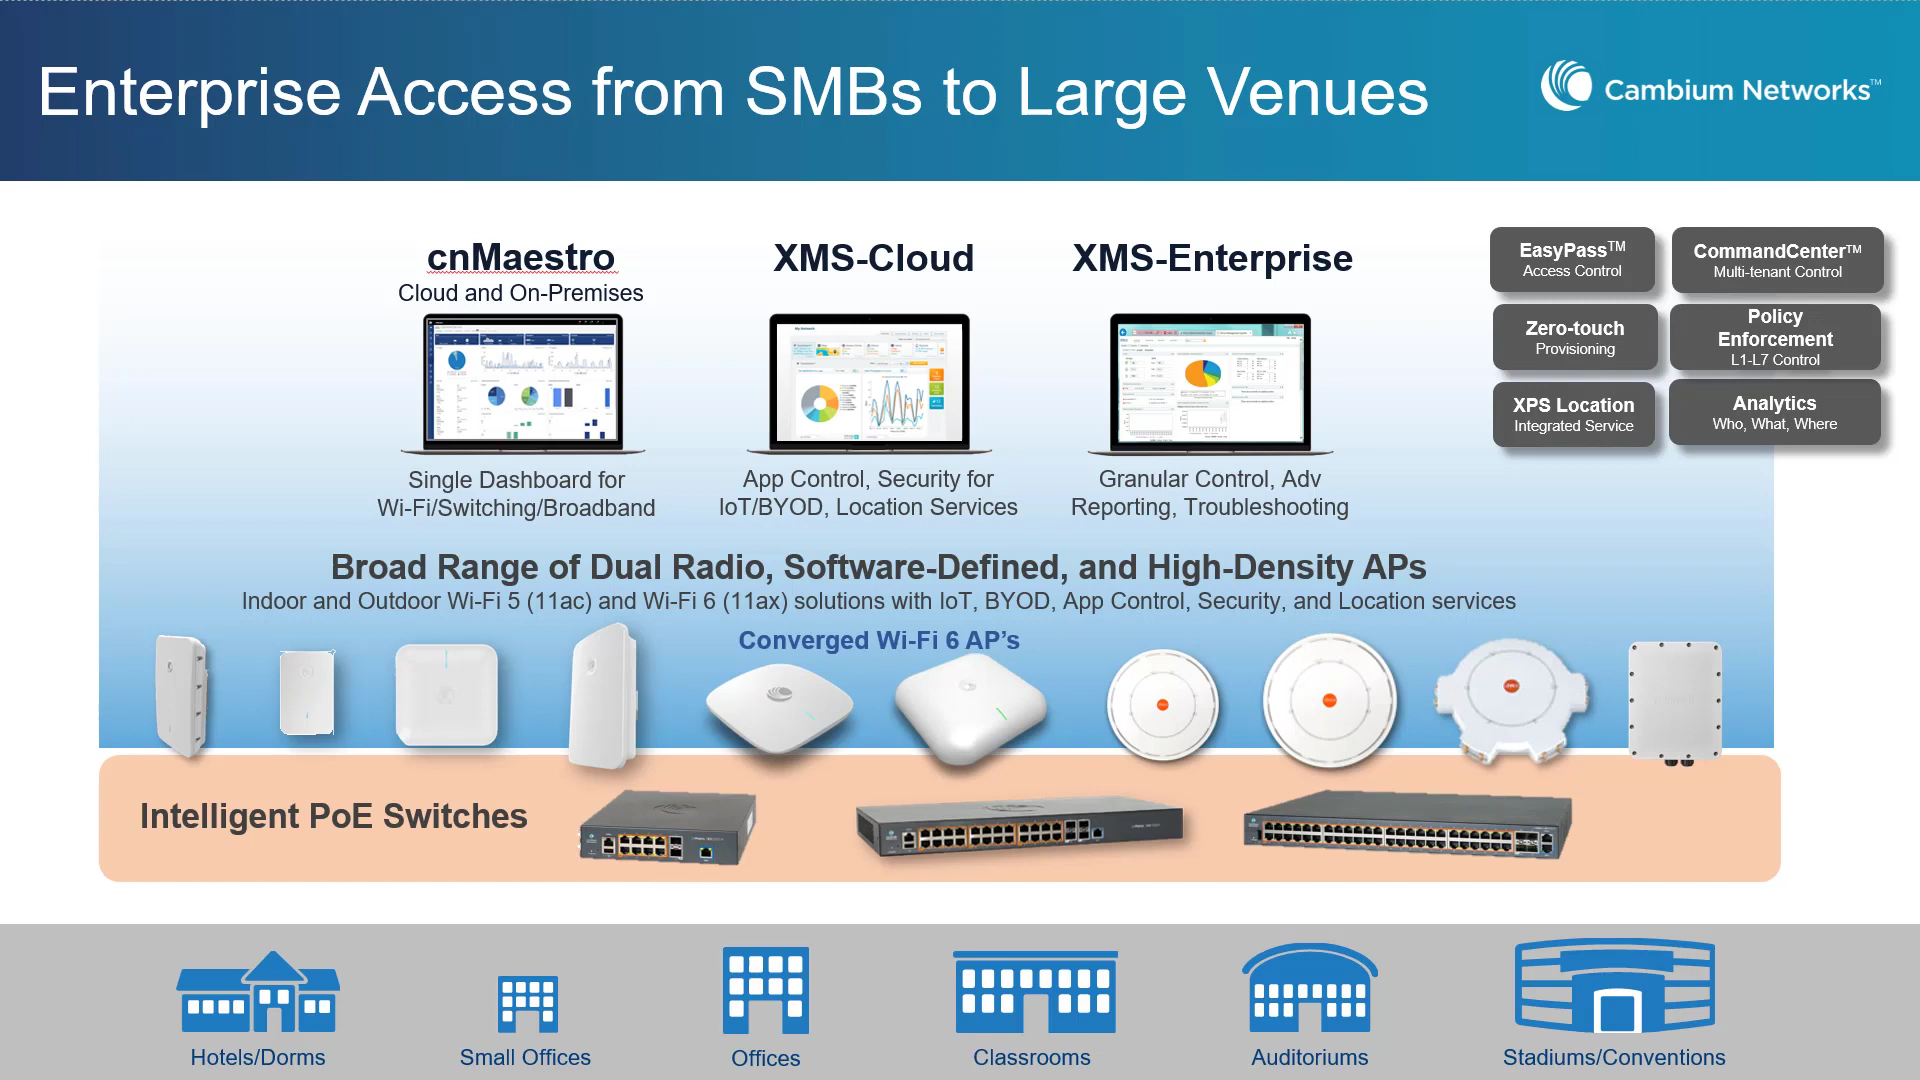 Enterprise Access from SMBs to Large Venues
Cambium Networks™
cnMaestro
Cloud and On-Premises
XMS-Cloud
XMS-Enterprise
EasyPass™
Access Control
CommandCenter™
Multi-tenant Control
Zero-touch
Provisioning
Policy
Enforcement
L1-L7 Control
XPS Location
Integrated Service
Analytics
Who, What, Where
Single Dashboard for
Wi-Fi/Switching/Broadband
App Control, Security for
IoT/BYOD, Location Services
Granular Control, Adv
Reporting, Troubleshooting
Broad Range of Dual Radio, Software-Defined, and High-Density APs
Indoor and Outdoor Wi-Fi 5 (11ac) and Wi-Fi 6 (11ax) solutions with IoT, BYOD, App Control, Security, and Location services
Converged Wi-Fi 6 AP’s
Intelligent PoE Switches
Hotels/Dorms
Small Offices
Offices
Classrooms
Auditoriums
Stadiums/Conventions